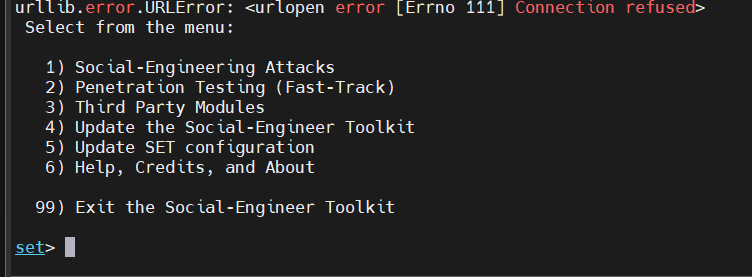 urllib.error.URLError: <urlopen error [Errno 111] Connection refused>
Select from the menu:
1) Social-Engineering Attacks
2) Penetration Testing (Fast-Track)
3) Third Party Modules
4) Update the Social-Engineer Toolkit
5) Update SET configuration
6) Help, Credits, and About
99) Exit the Social-Engineer Toolkit
set>